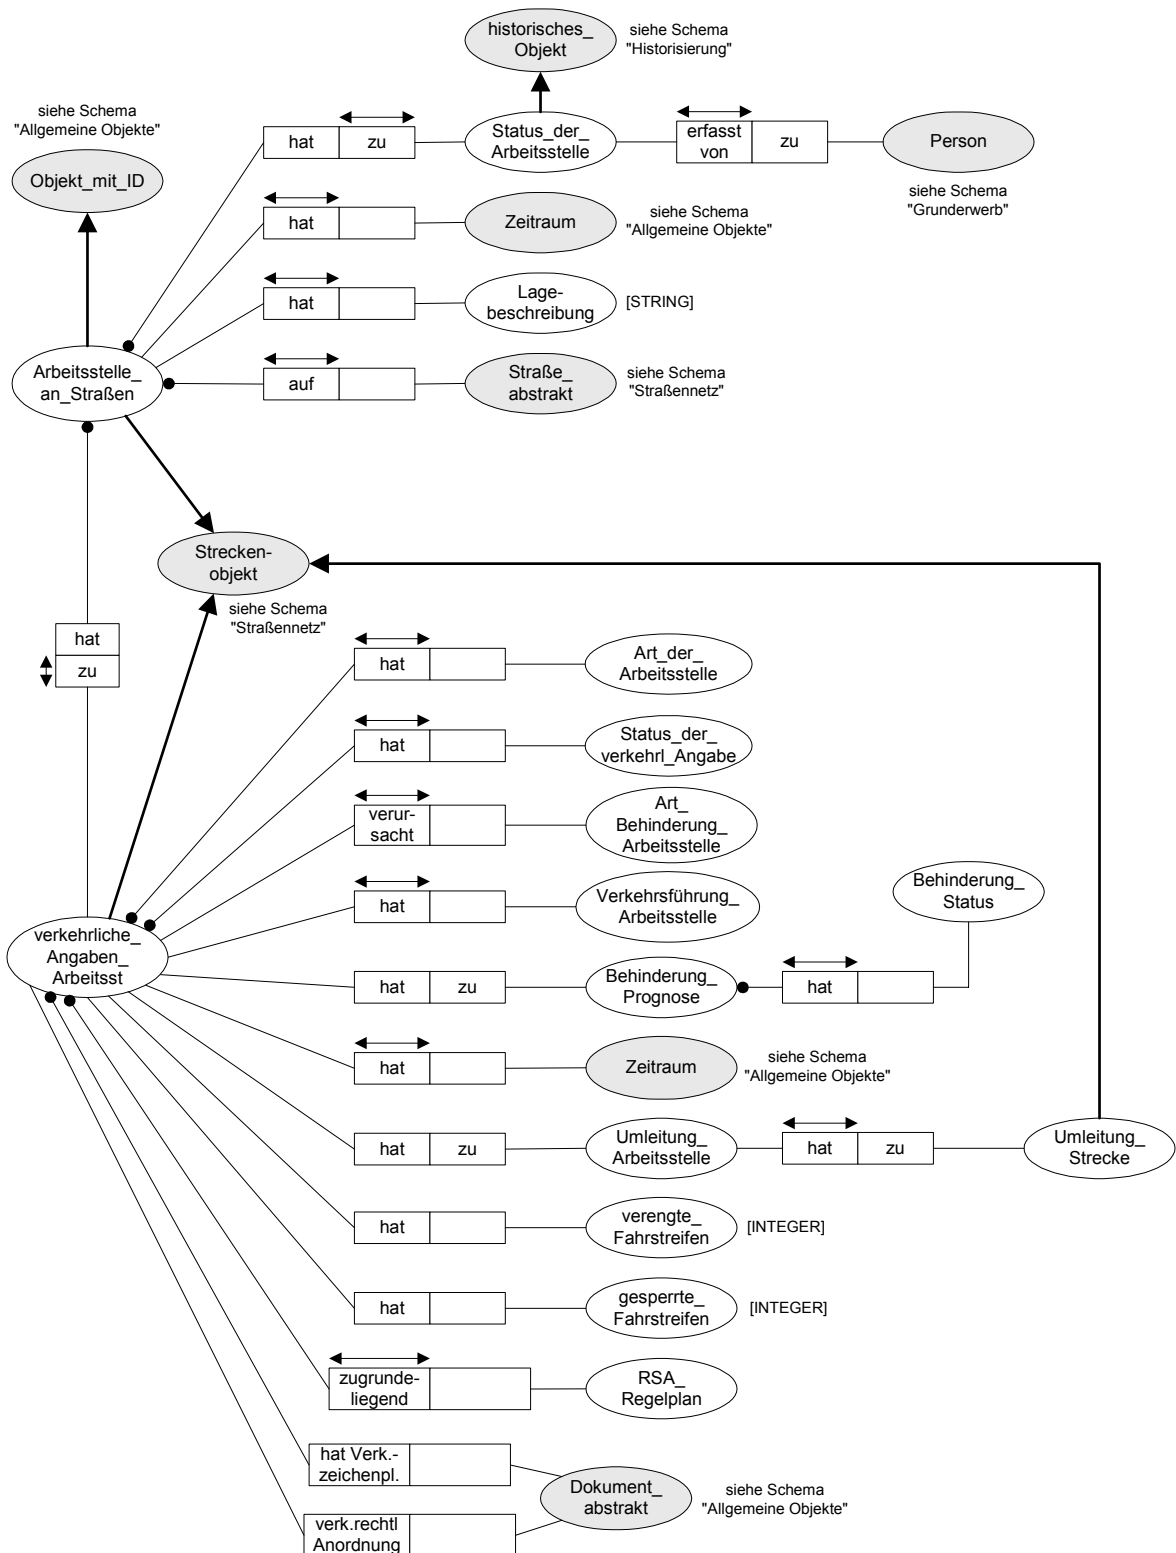 historisches_
Objekt
siehe Schema
"Historisierung"
siehe Schema
"Allgemeine Objekte"
Objekt_mit_ID
hat
zu
Status_der_
Arbeitsstelle
erfasst
von
zu
Person
siehe Schema
"Grunderwerb"
hat
Zeitraum
siehe Schema
"Allgemeine Objekte"
hat
Lage-
beschreibung
[STRING]
Arbeitsstelle_
an_Straßen
auf
Straße_
abstrakt
siehe Schema
"Straßennetz"
Strecken-
objekt
siehe Schema
"Straßennetz"
hat
zu
hat
Art_der_
Arbeitsstelle
hat
Status_der_
verkehrl_Angabe
verur-
sacht
Art_
Behinderung_
Arbeitsstelle
hat
Verkehrsführung_
Arbeitsstelle
Behinderung_
Status
verkehrliche_
Angaben_
Arbeitsst
hat
zu
Behinderung_
Prognose
hat
hat
Zeitraum
siehe Schema
"Allgemeine Objekte"
hat
zu
Umleitung_
Arbeitsstelle
hat
zu
Umleitung_
Strecke
hat
verengte_
Fahrstreifen
[INTEGER]
hat
gesperrte_
Fahrstreifen
[INTEGER]
zugrunde-
liegend
RSA_
Regelplan
hat Verk.-
zeichenpl.
Dokument_
abstrakt
siehe Schema
"Allgemeine Objekte"
verk.rechtl
Anordnung